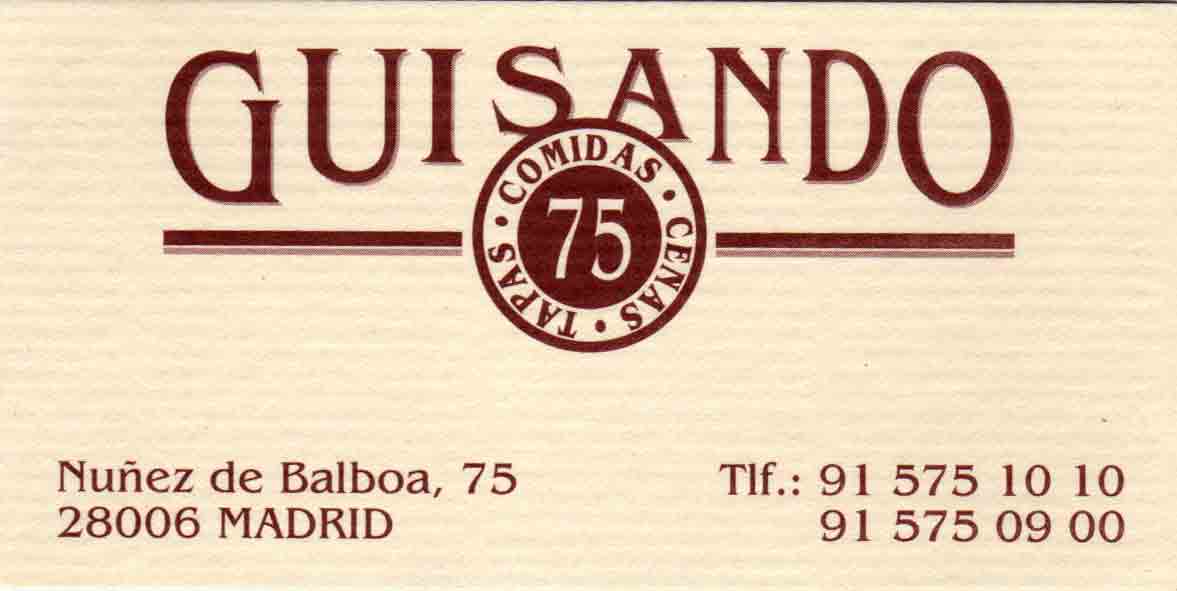 GUISANDO
TAPAS · COMIDAS · CENAS ·
75
Nuñez de Balboa, 75
28006 MADRID
Tlf.: 91 575 10 10
91 575 09 00